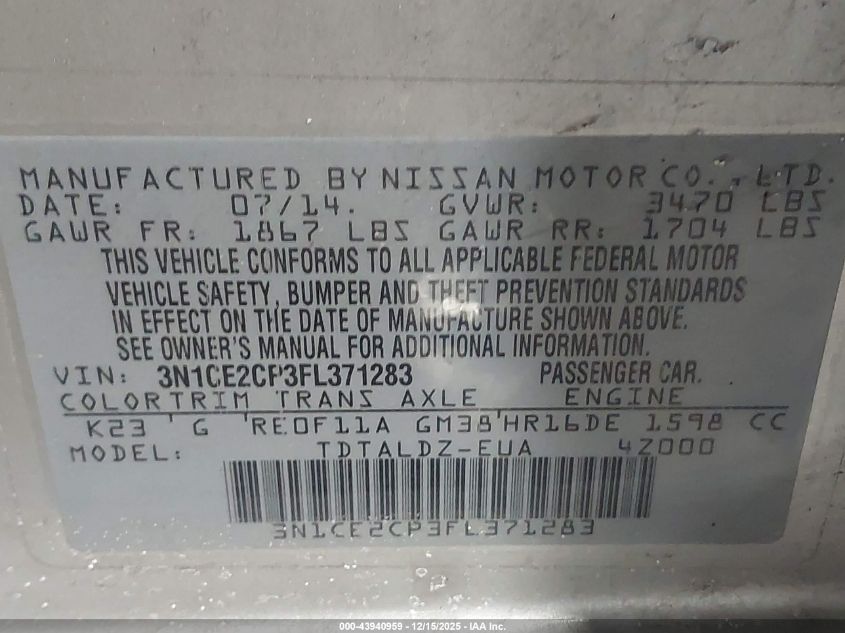 MANUFACTURED BY NISSAN MOTOR CO., LTD.
DATE: 07/14. GVWR: 3470 LBS
GAWR FR: 1867 LBS GAWR RR: 1704 LBS
THIS VEHICLE CONFORMS TO ALL APPLICABLE FEDERAL MOTOR
VEHICLE SAFETY, BUMPER AND THEFT PREVENTION STANDARDS
IN EFFECT ON THE DATE OF MANUFACTURE SHOWN ABOVE.
SEE OWNER'S MANUAL FOR ADDITIONAL INFORMATION.
VIN: 3N1CE2CP3FL371283 PASSENGER CAR.
COLORTRIM TRANS AXLE ENGINE
K23 ' G 'RE0F11A GM38'HR16DE 1598 CC
MODEL: TDTALDZ-EUA 4Z000
3N1CE2CP3FL371283
000-43940959 - 12/15/2025 - IAA Inc.